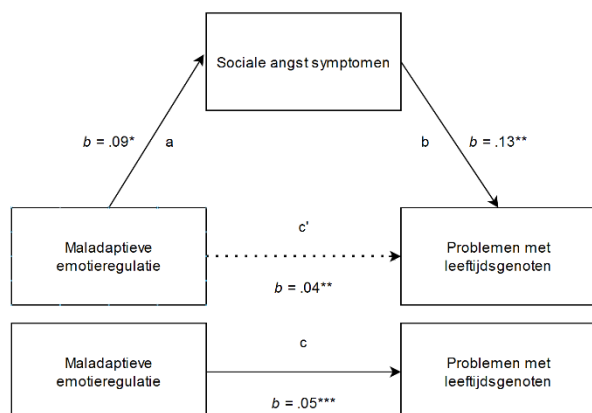 Sociale angst symptomen
b = .09*
a
b
b = .13**
Maladaptieve
emotieregulatie
c'
b = .04**
Problemen met
leeftijdsgenoten
Maladaptieve
emotieregulatie
c
b = .05***
Problemen met
leeftijdsgenoten